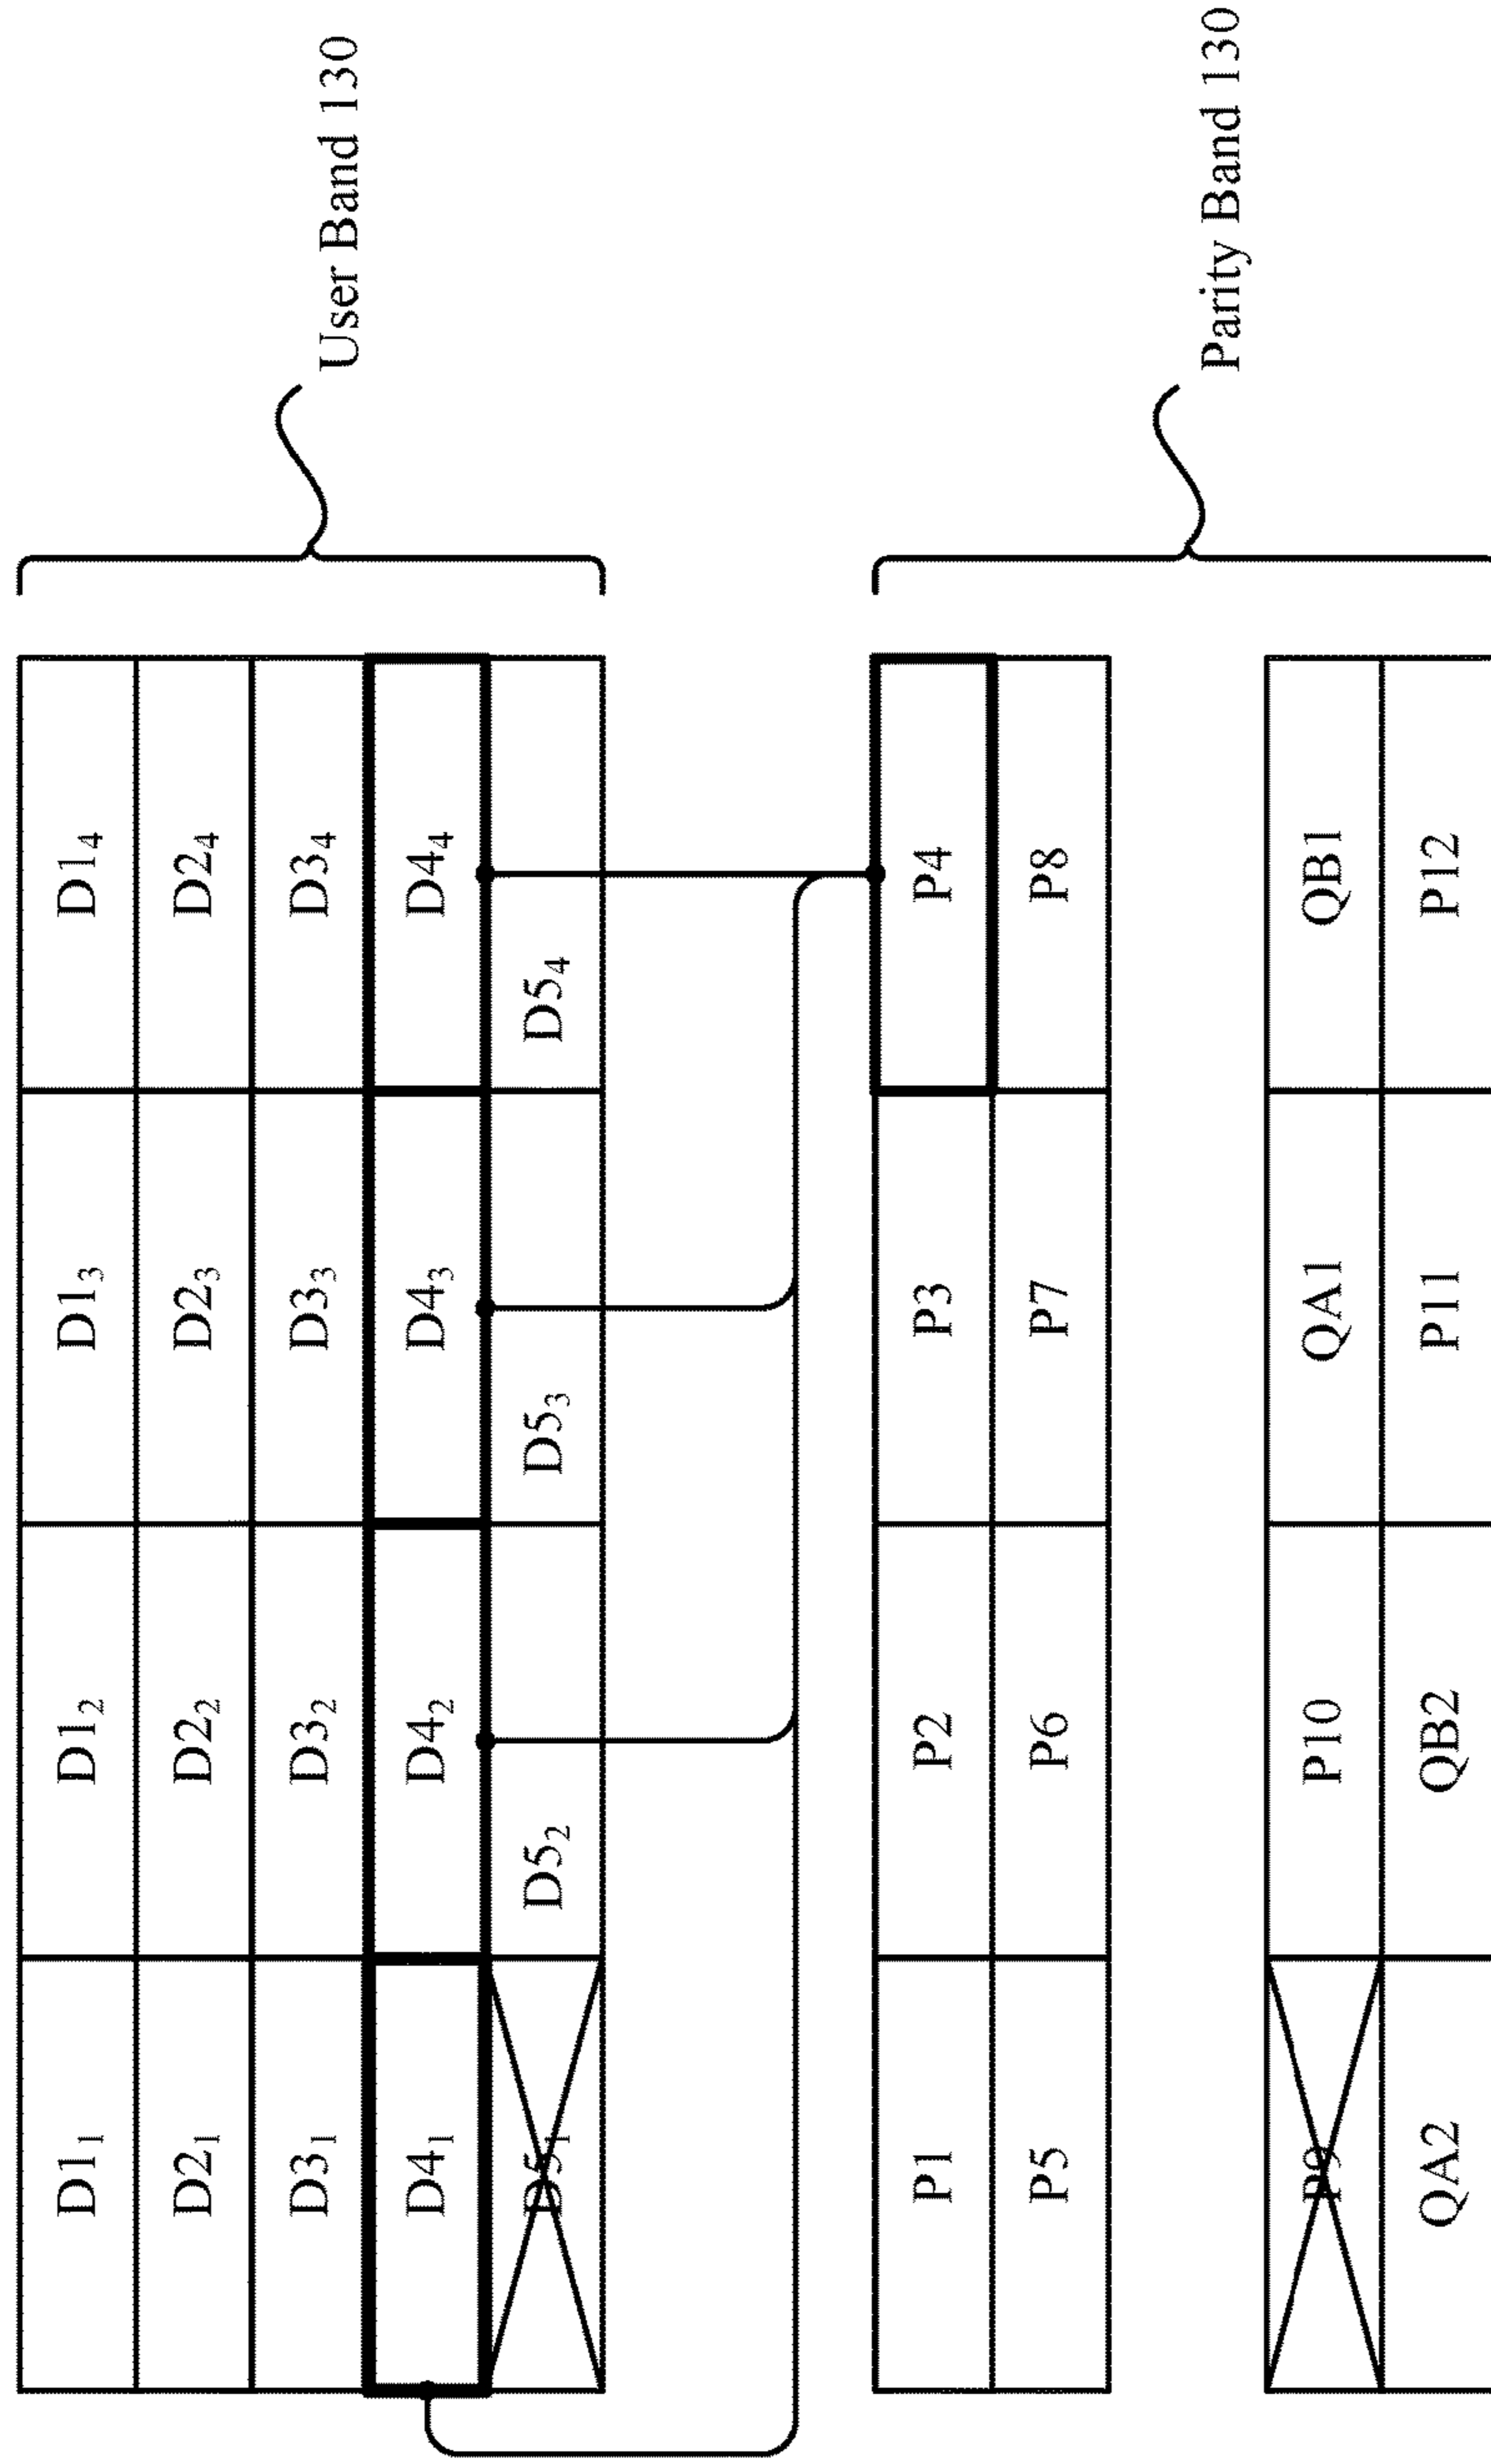 D1₁ D1₂ D1₃ D1₄
D2₁ D2₂ D2₃ D2₄
D3₁ D3₂ D3₃ D3₄
D4₁ D4₂ D4₃ D4₄
D5₁ D5₂ D5₃ D5₄
User Band 130
P1 P2 P3 P4
P5 P6 P7 P8
Parity Band 130
P9 P10 QA1 QB1
QA2 QB2 P11 P12